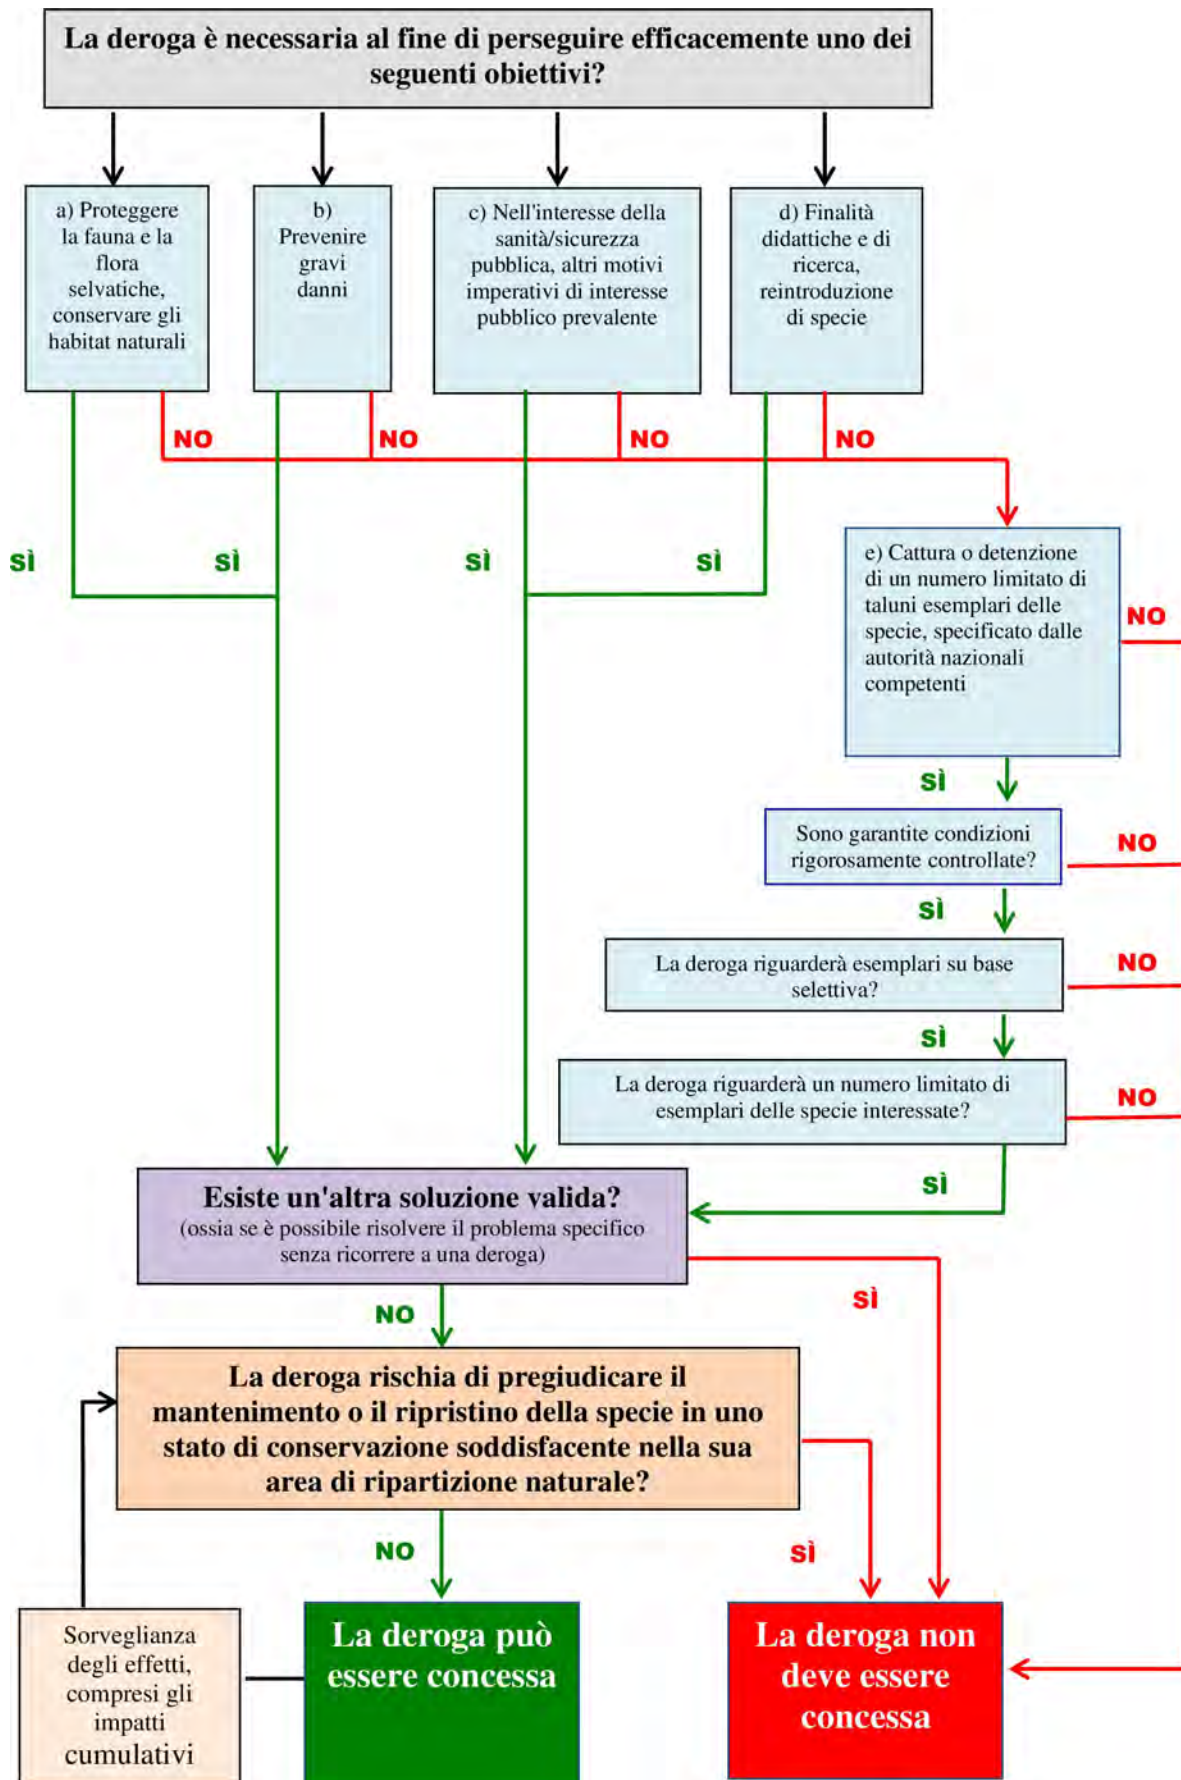 La deroga è necessaria al fine di perseguire efficacemente uno dei
seguenti obiettivi?
a) Proteggere
la fauna e la
flora
selvatiche,
conservare gli
habitat naturali
b)
Prevenire
gravi
danni
c) Nell'interesse della
sanità/sicurezza
pubblica, altri motivi
imperativi di interesse
pubblico prevalente
d) Finalità
didattiche e di
ricerca,
reintroduzione
di specie
NO
NO
NO
NO
SÌ
SÌ
SÌ
SÌ
e) Cattura o detenzione
di un numero limitato di
taluni esemplari delle
specie, specificato dalle
autorità nazionali
competenti
NO
SÌ
Sono garantite condizioni
rigorosamente controllate?
NO
SÌ
La deroga riguarderà esemplari su base
selettiva?
NO
SÌ
La deroga riguarderà un numero limitato di
esemplari delle specie interessate?
NO
SÌ
Esiste un'altra soluzione valida?
(ossia se è possibile risolvere il problema specifico
senza ricorrere a una deroga)
NO
SÌ
La deroga rischia di pregiudicare il
mantenimento o il ripristino della specie in uno
stato di conservazione soddisfacente nella sua
area di ripartizione naturale?
NO
SÌ
Sorveglianza
degli effetti,
compresi gli
impatti
cumulativi
La deroga può
essere concessa
La deroga non
deve essere
concessa